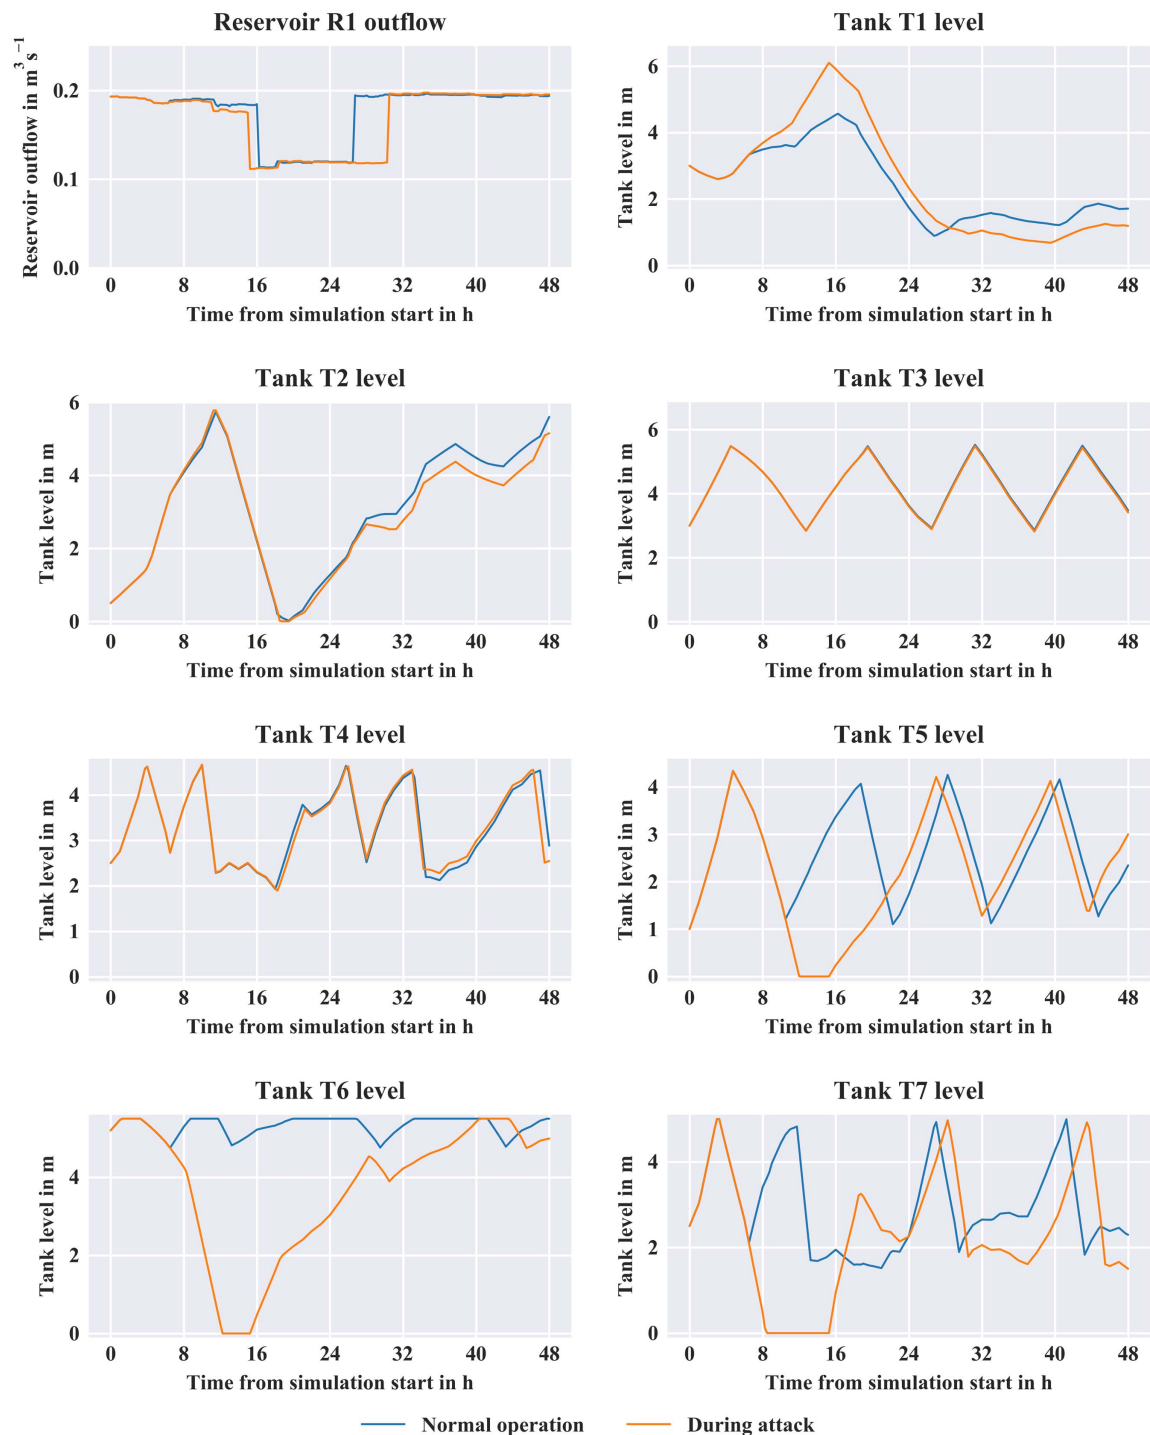 Reservoir R1 outflow
Reservoir outflow in m³ s⁻¹
0.2
0.1
0.0
0 8 16 24 32 40 48
Time from simulation start in h
Tank T1 level
Tank level in m
6
4
2
0
0 8 16 24 32 40 48
Time from simulation start in h
Tank T2 level
Tank level in m
6
4
2
0
0 8 16 24 32 40 48
Time from simulation start in h
Tank T3 level
Tank level in m
6
4
2
0
0 8 16 24 32 40 48
Time from simulation start in h
Tank T4 level
Tank level in m
4
3
2
1
0
0 8 16 24 32 40 48
Time from simulation start in h
Tank T5 level
Tank level in m
4
3
2
1
0
0 8 16 24 32 40 48
Time from simulation start in h
Tank T6 level
Tank level in m
4
2
0
0 8 16 24 32 40 48
Time from simulation start in h
Tank T7 level
Tank level in m
4
2
0
0 8 16 24 32 40 48
Time from simulation start in h
Normal operation During attack